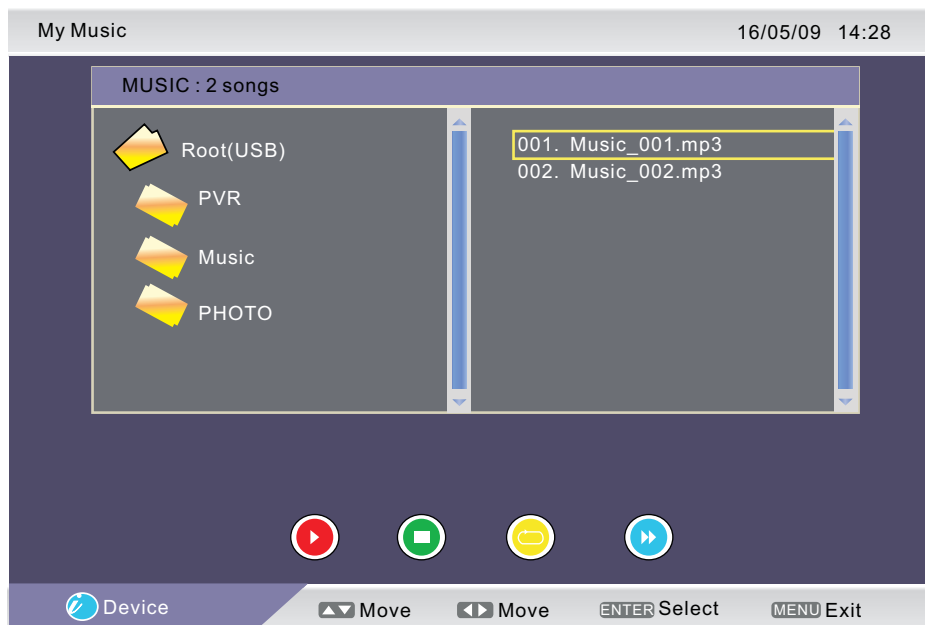 My Music
16/05/09 14:28
MUSIC : 2 songs
Root(USB)
PVR
Music
PHOTO
001. Music_001.mp3
002. Music_002.mp3
i Device
Move
Move
ENTER Select
MENU Exit